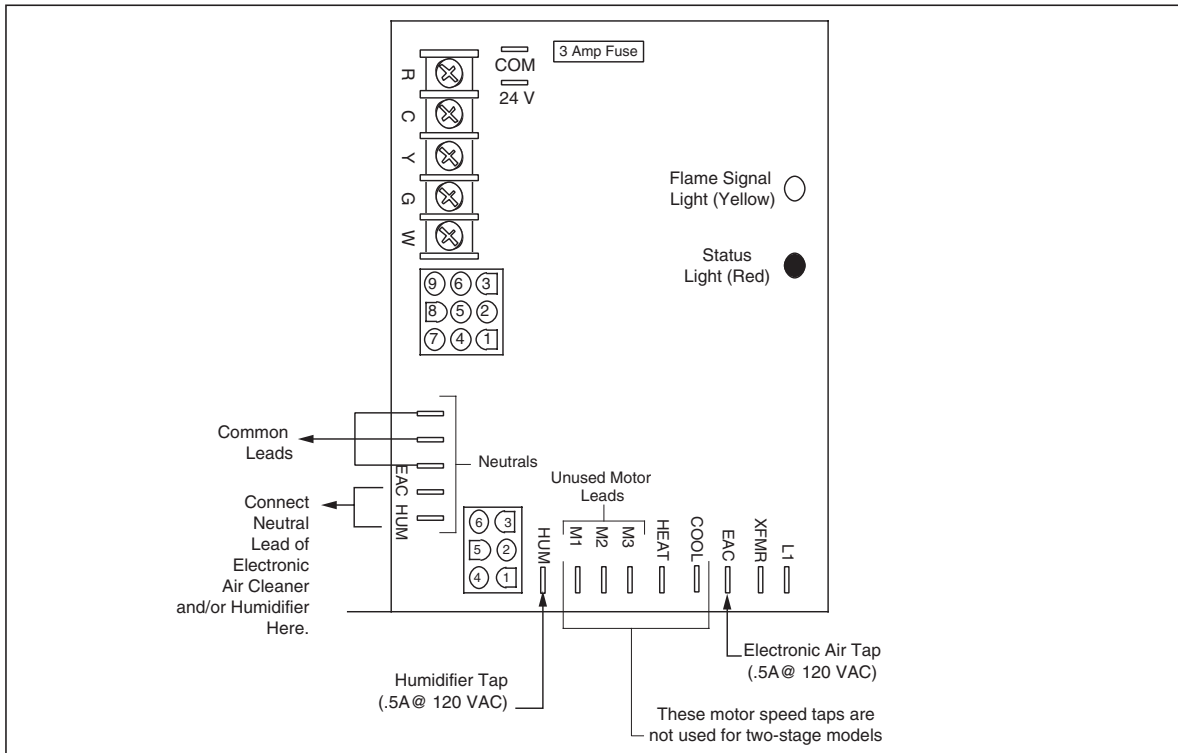 3 Amp Fuse
COM
24 V
R
C
Y
G
W
Flame Signal
Light (Yellow)
Status
Light (Red)
9 6 3
8 5 2
7 4 1
Common
Leads
Neutrals
EAC HUM
Connect
Neutral
Lead of
Electronic
Air Cleaner
and/or Humidifier
Here.
Unused Motor
Leads
6 3
5 2
4 1
HUM
M1
M2
M3
HEAT
COOL
EAC
XFMR
L1
Humidifier Tap
(.5A@ 120 VAC)
Electronic Air Tap
(.5A@ 120 VAC)
These motor speed taps are
not used for two-stage models